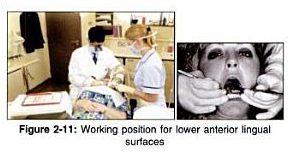 Figure 2-11: Working position for lower anterior lingual
surfaces